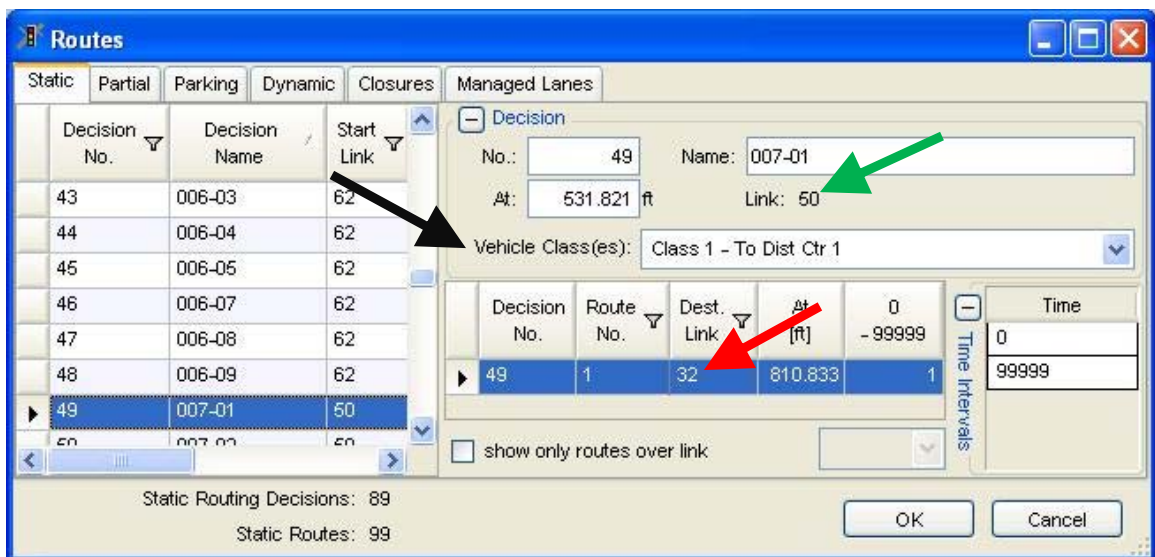 Routes
Static Partial Parking Dynamic Closures Managed Lanes
Decision No. Decision Name Start Link
43 006-03 62
44 006-04 62
45 006-05 62
46 006-07 62
47 006-08 62
48 006-09 62
49 007-01 50
Decision
No.: 49 Name: 007-01
At: 531.821 ft Link: 50
Vehicle Class(es): Class 1 - To Dist Ctr 1
Decision No. Route No. Dest. Link At [ft] 0 - 99999
49 1 32 810.833 1
Time Intervals
Time
0
99999
show only routes over link
Static Routing Decisions: 89
Static Routes: 99
OK Cancel